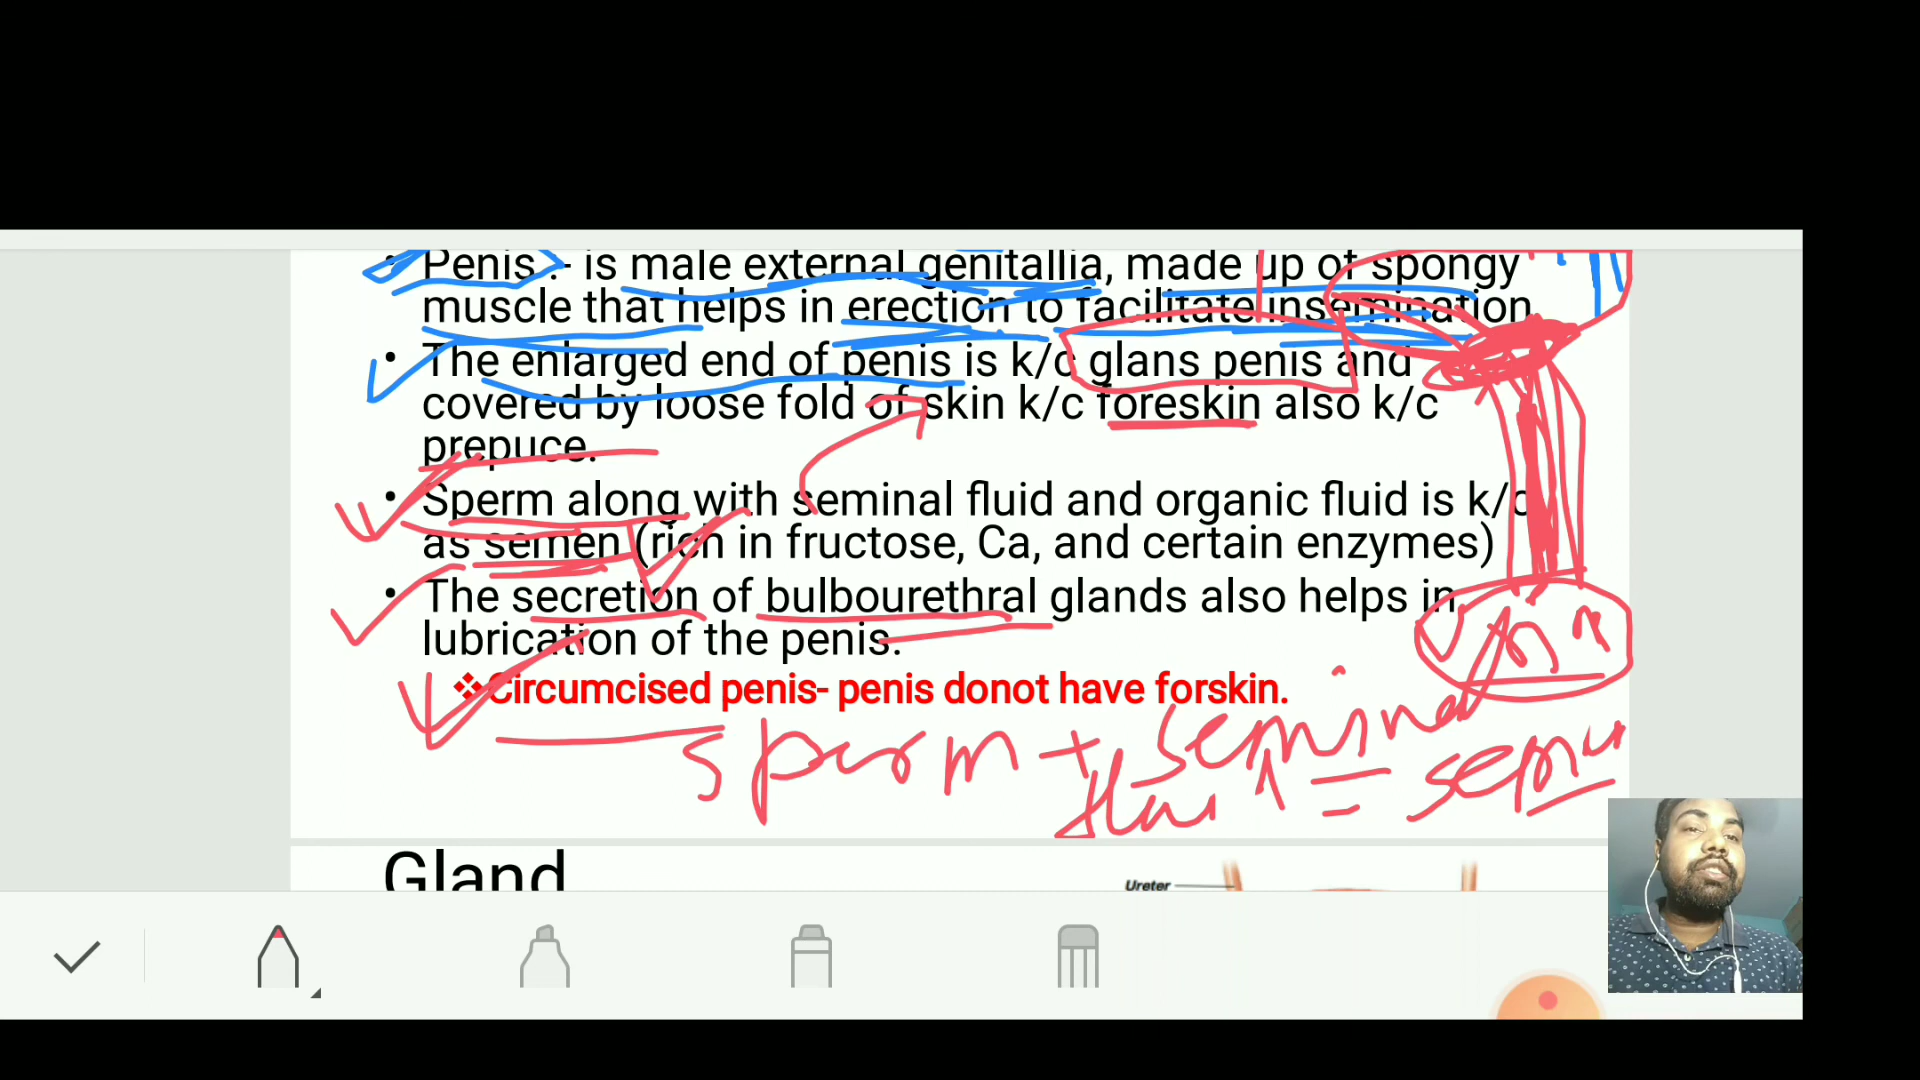 • Penis :- is male external genitallia, made up of spongy
muscle that helps in erection to facilitate insemination
• The enlarged end of penis is k/c glans penis and
covered by loose fold of skin k/c foreskin also k/c
prepuce.
• Sperm along with seminal fluid and organic fluid is k/c
as semen (rich in fructose, Ca, and certain enzymes)
• The secretion of bulbourethral glands also helps in
lubrication of the penis.
❖Circumcised penis- penis donot have forskin.
sperm + seminal
=
Gland
Ureter